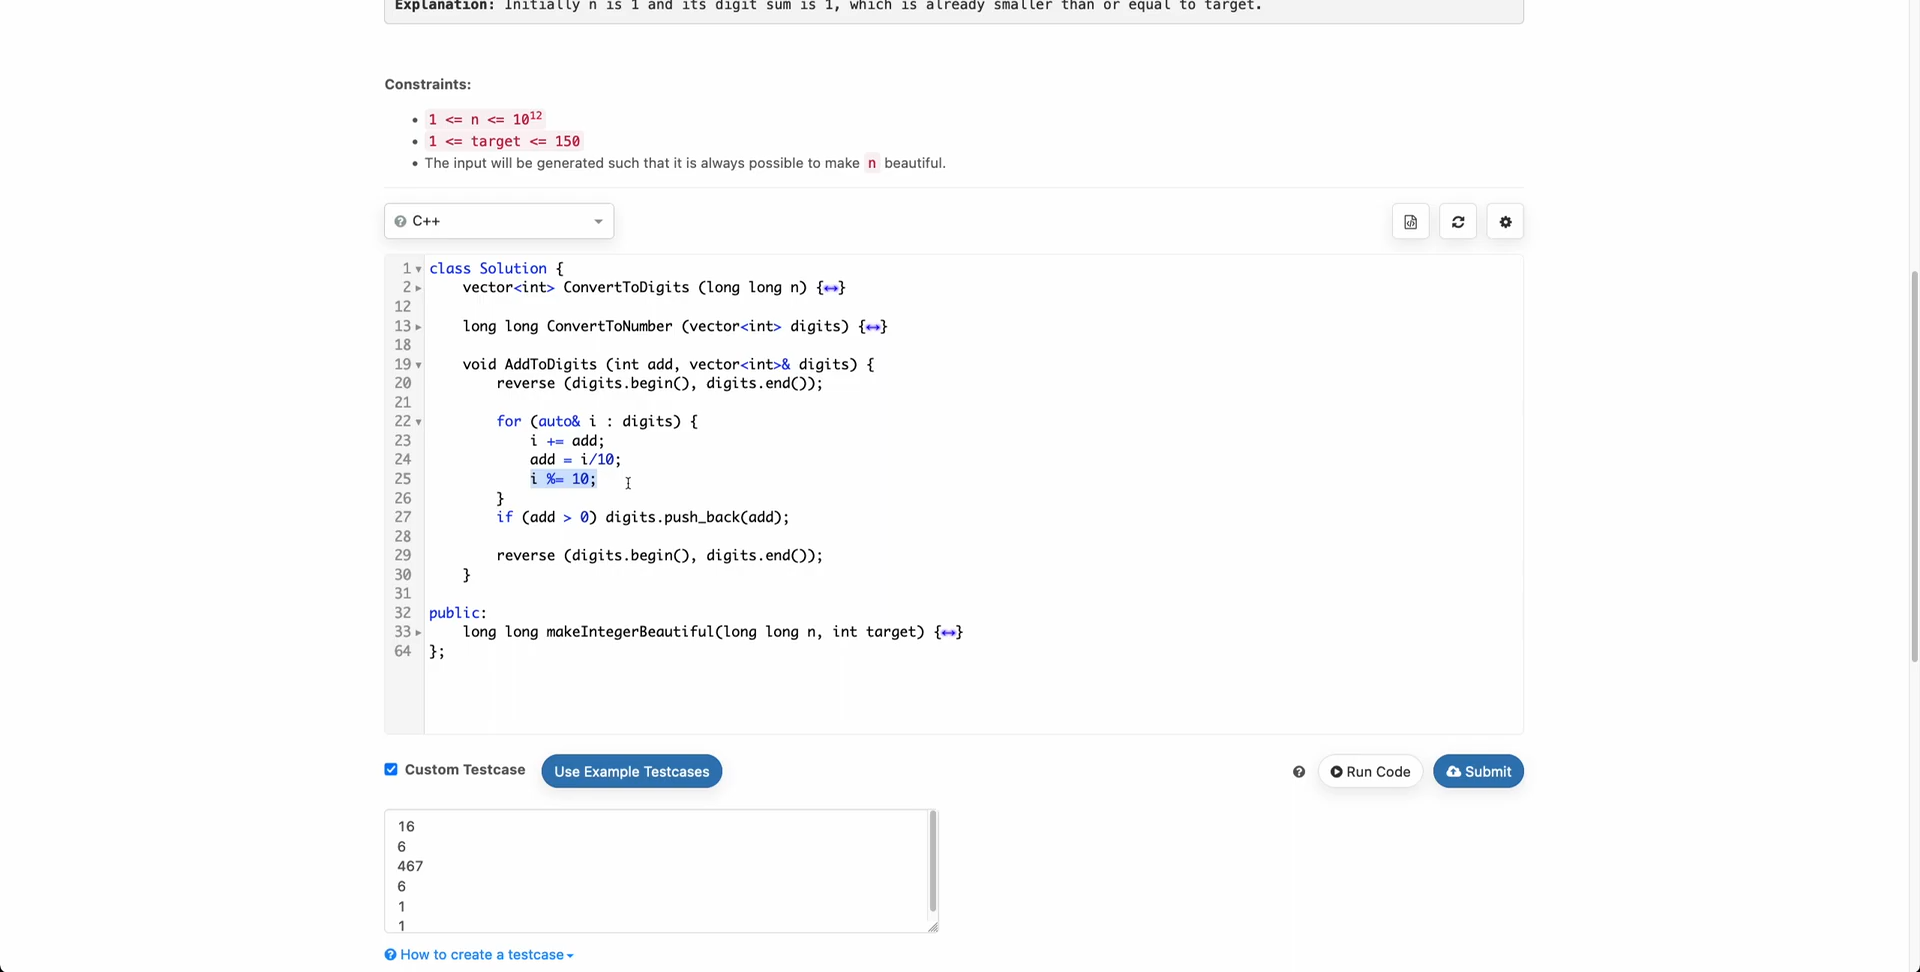 Explanation: Initially n is 1 and its digit sum is 1, which is already smaller than or equal to target.
Constraints:
• 1 <= n <= 10^12
• 1 <= target <= 150
• The input will be generated such that it is always possible to make n beautiful.
C++
1 class Solution {
2     vector<int> ConvertToDigits (long long n) {↔}
12
13     long long ConvertToNumber (vector<int> digits) {↔}
18
19     void AddToDigits (int add, vector<int>& digits) {
20         reverse (digits.begin(), digits.end());
21
22         for (auto& i : digits) {
23             i += add;
24             add = i/10;
25             i %= 10;
26         }
27         if (add > 0) digits.push_back(add);
28
29         reverse (digits.begin(), digits.end());
30     }
31
32 public:
33     long long makeIntegerBeautiful(long long n, int target) {↔}
64 };
Custom Testcase Use Example Testcases Run Code Submit
16
6
467
6
1
1
How to create a testcase